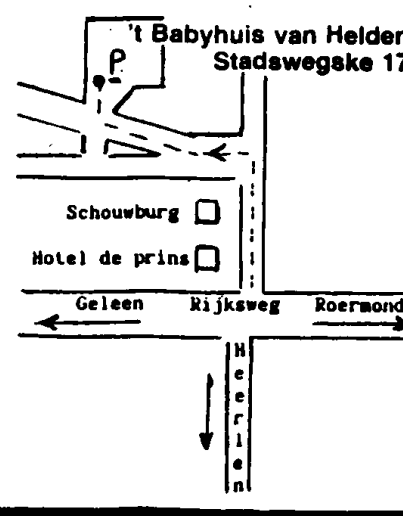 't Babyhuis van Helden
Stadswegske 17
P
Schouwburg
Hotel de prins
Geleen Rijksweg Roermond
Heerlen